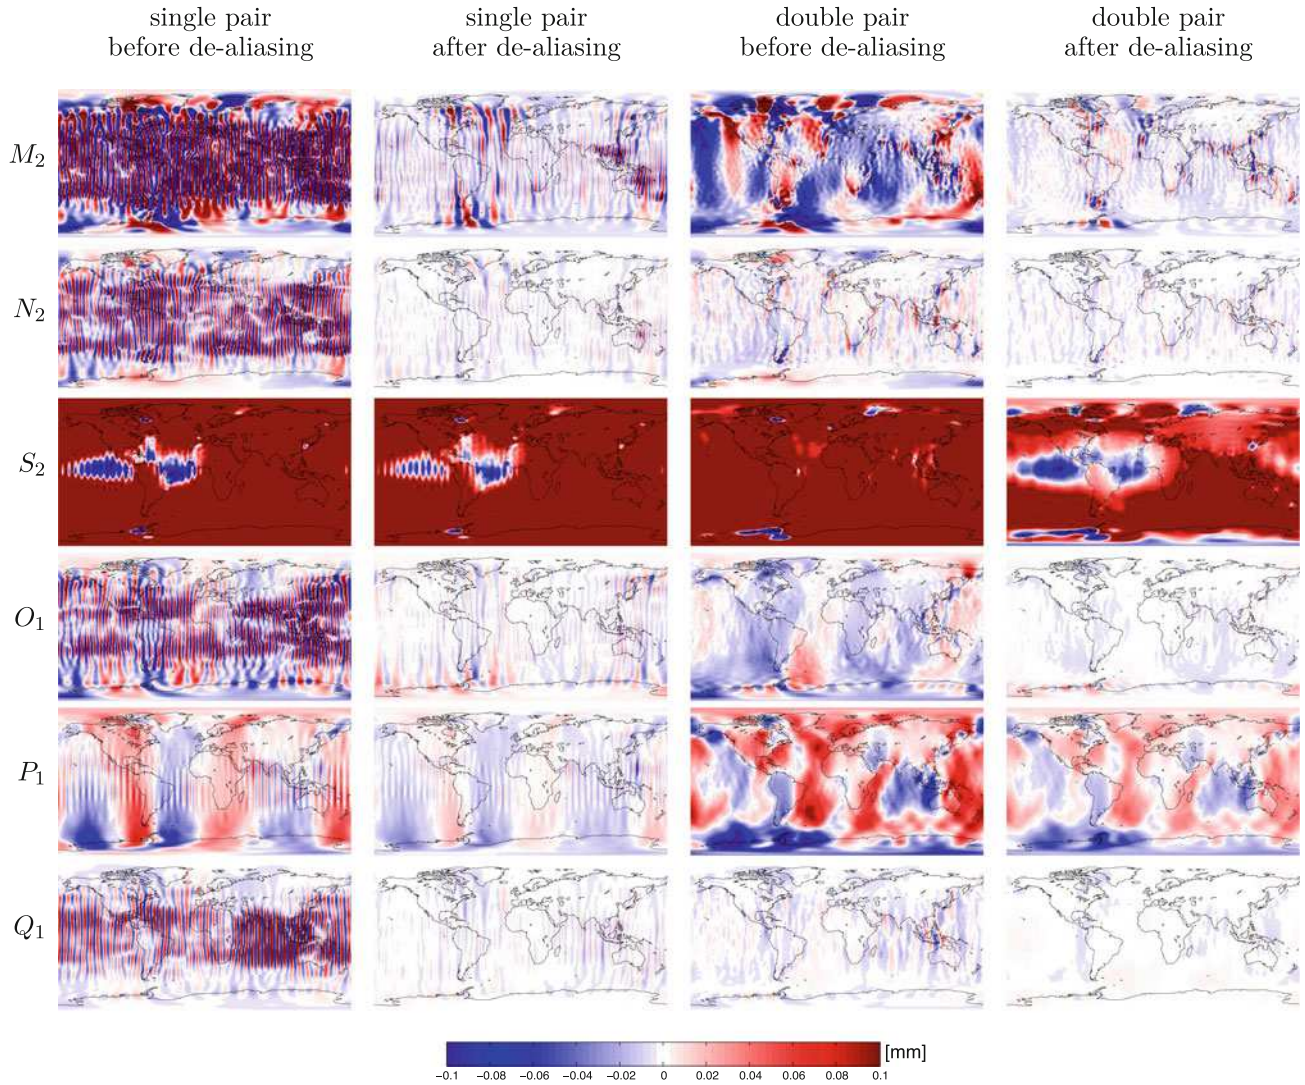 single pair
before de-aliasing
single pair
after de-aliasing
double pair
before de-aliasing
double pair
after de-aliasing
M₂
N₂
S₂
O₁
P₁
Q₁
[mm]
−0.1 −0.08 −0.06 −0.04 −0.02 0 0.02 0.04 0.06 0.08 0.1